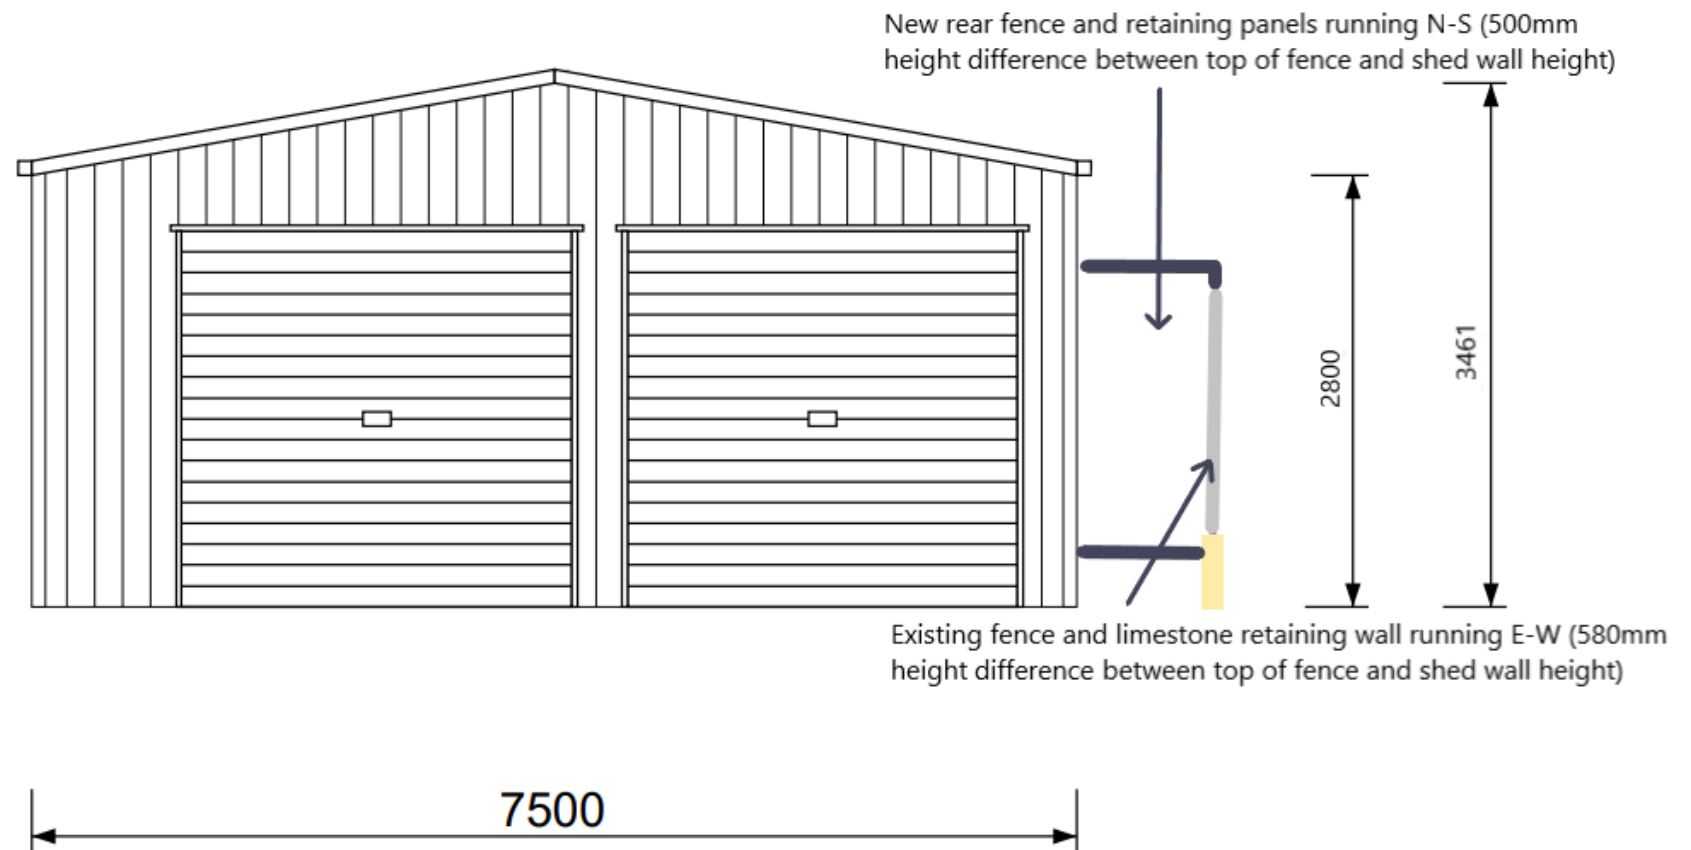 New rear fence and retaining panels running N-S (500mm
height difference between top of fence and shed wall height)
2800
3461
Existing fence and limestone retaining wall running E-W (580mm
height difference between top of fence and shed wall height)
7500